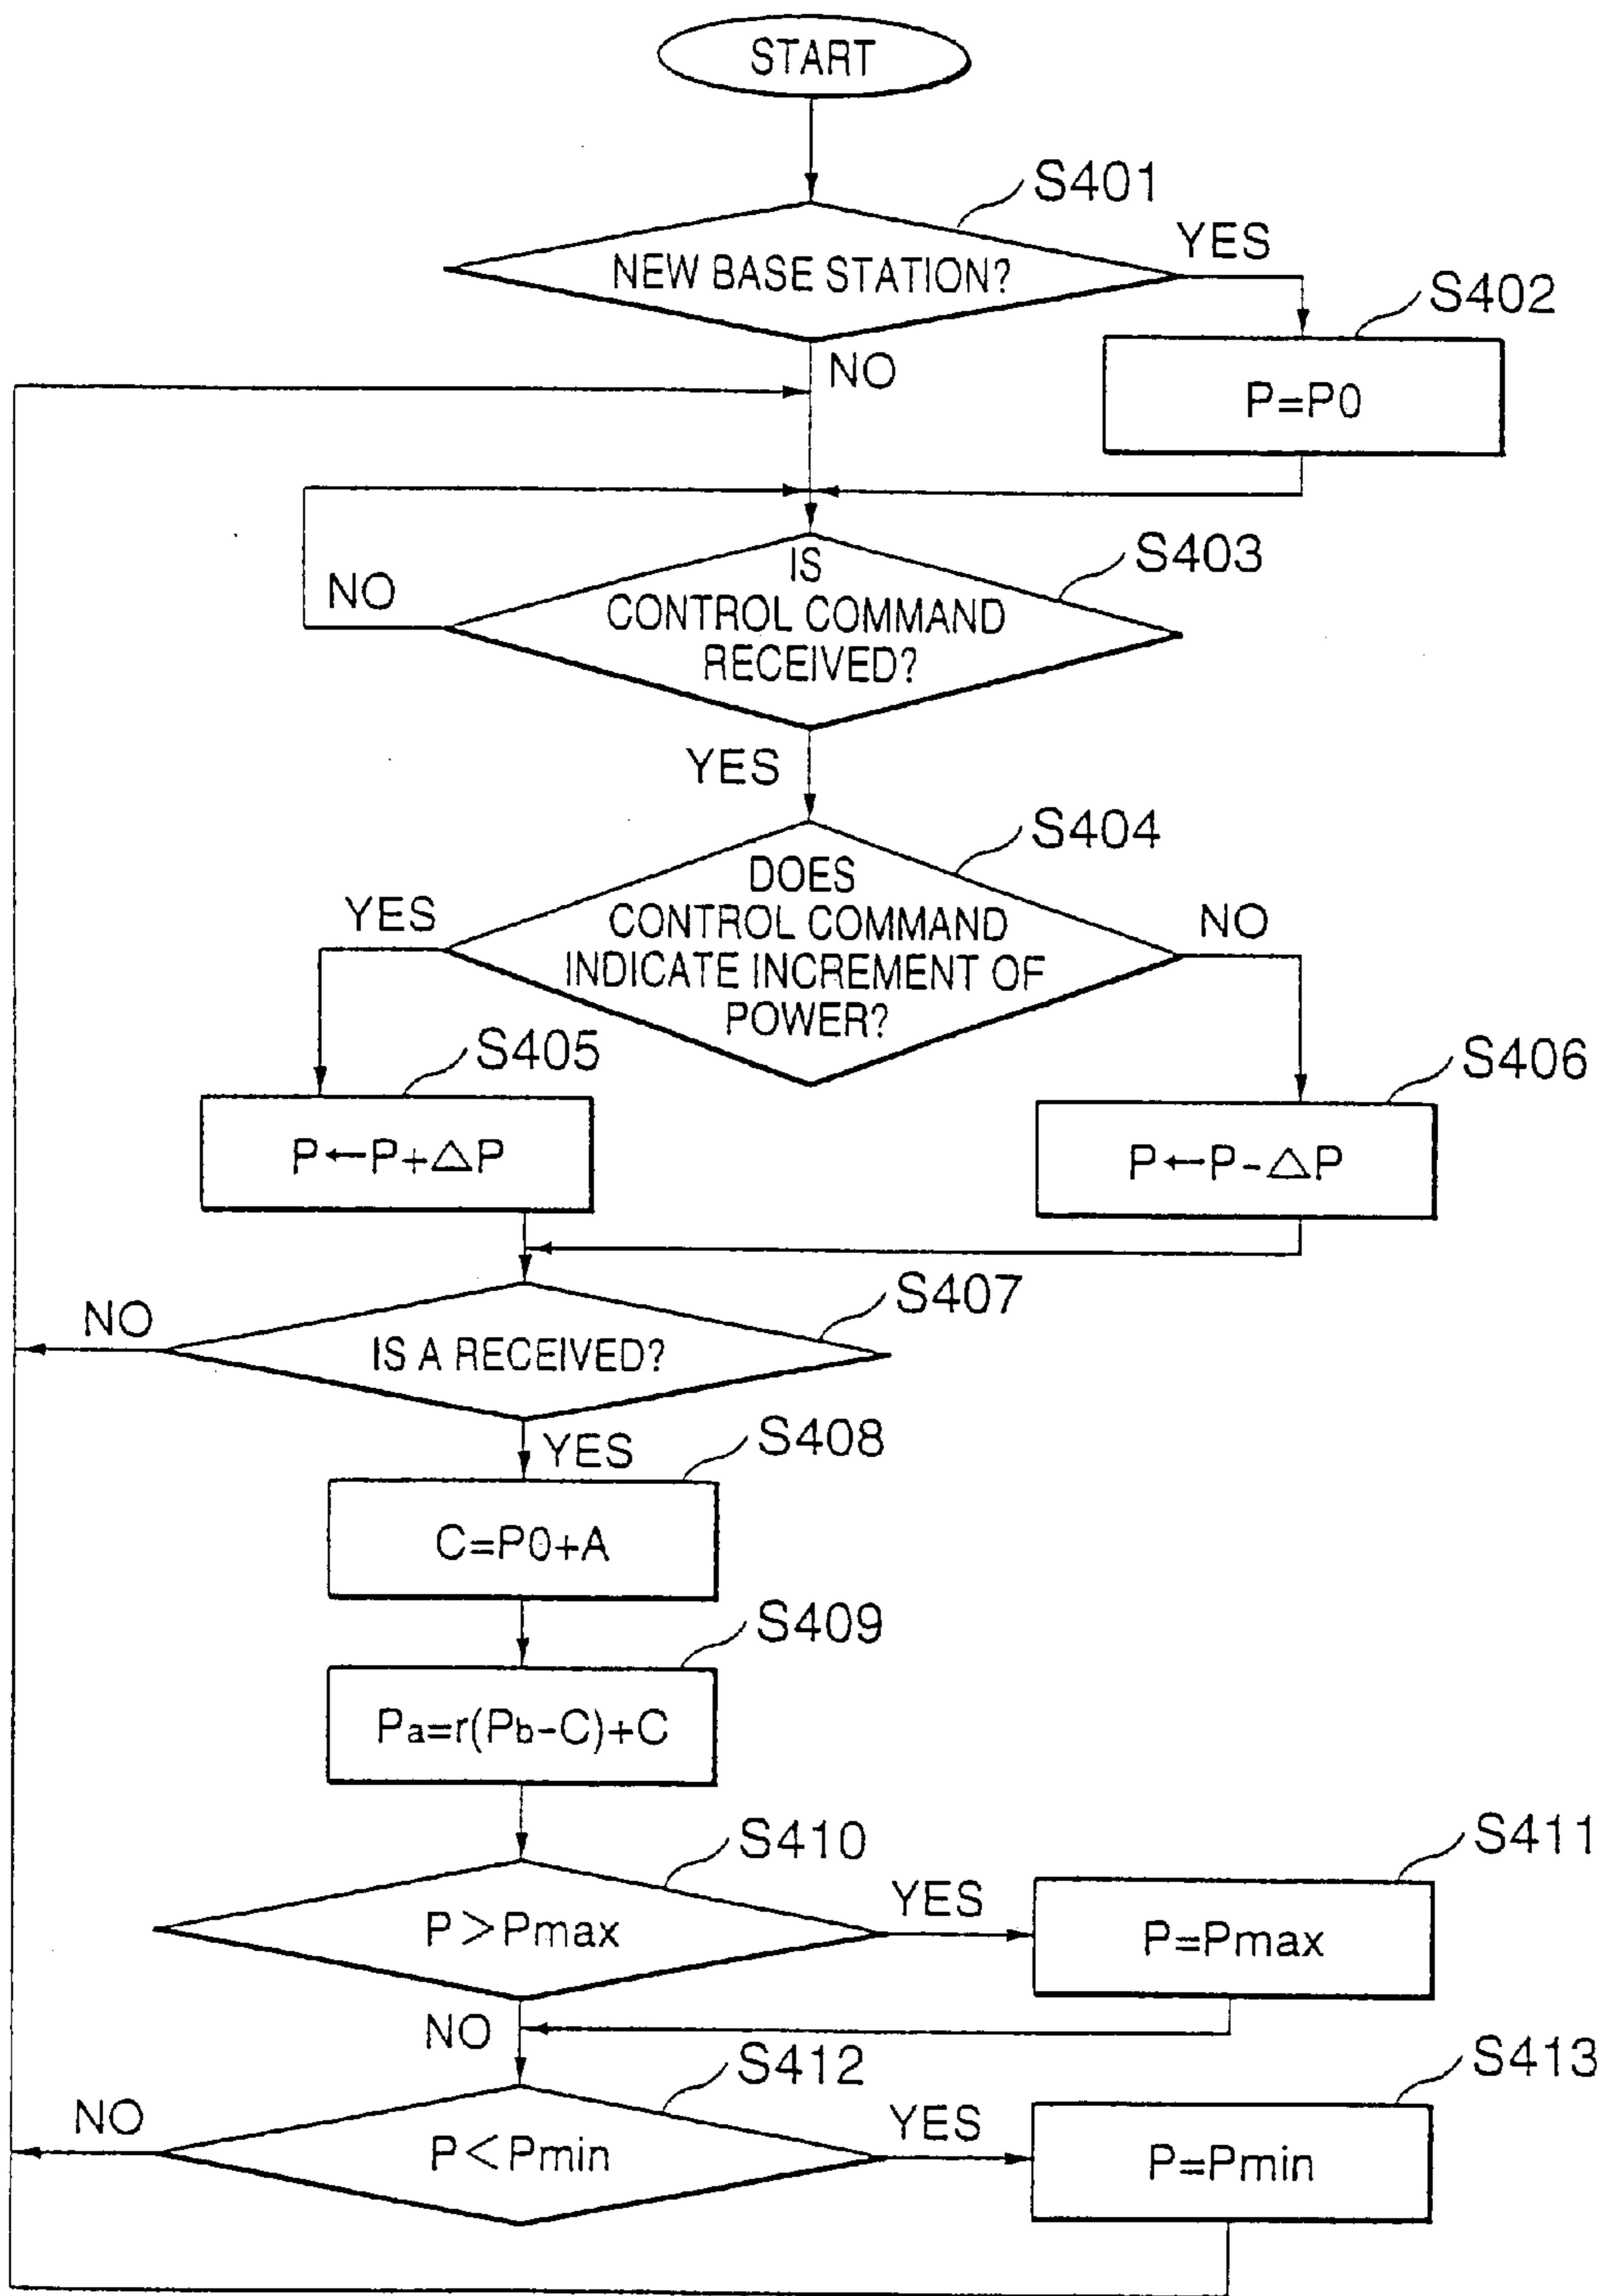 START
S401
NEW BASE STATION?
YES
S402
NO
P=P0
S403
IS
CONTROL COMMAND
RECEIVED?
NO
YES
S404
DOES
CONTROL COMMAND
INDICATE INCREMENT OF
POWER?
YES
NO
S405
S406
P←P+△P
P←P-△P
S407
IS A RECEIVED?
NO
YES
S408
C=P0+A
S409
Pa=r(Pb-C)+C
S410
S411
P>Pmax
YES
P=Pmax
NO
S412
S413
P<Pmin
NO
YES
P=Pmin